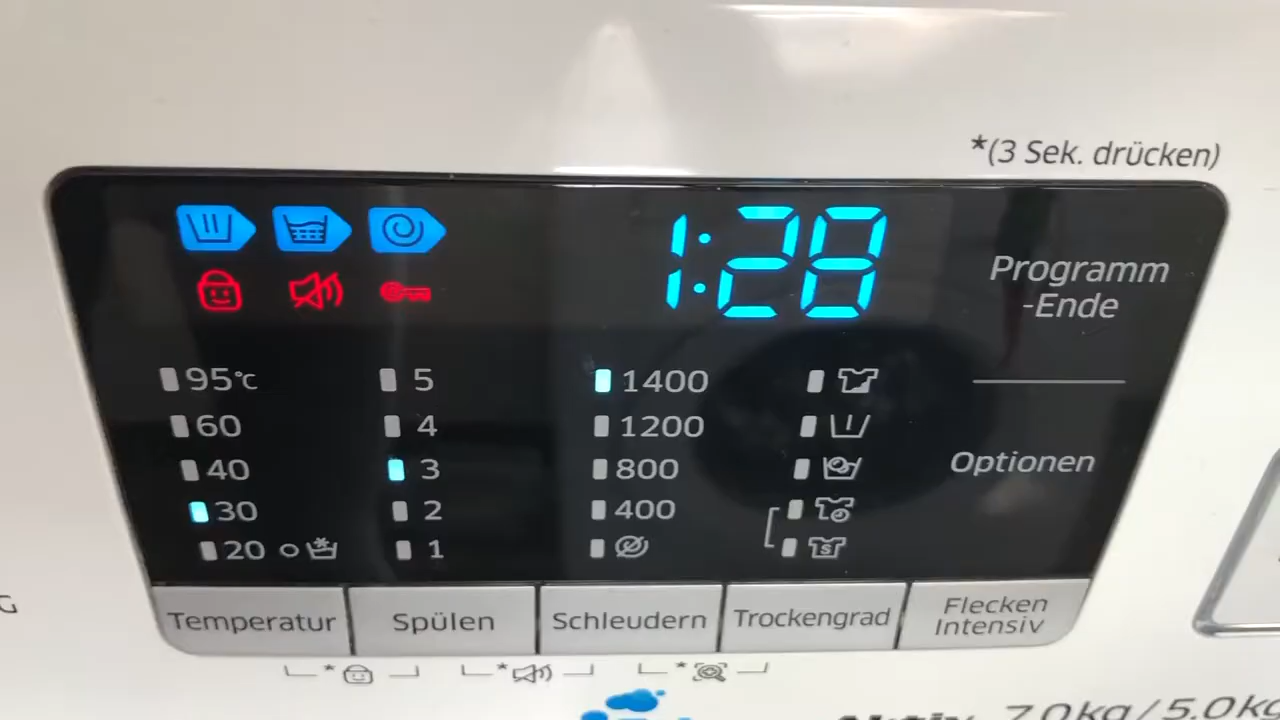 *(3 Sek. drücken)
1:28
Programm
-Ende
95°C 5 1400
60 4 1200
40 3 800
Optionen
30 2 400
20 1
Temperatur Spülen Schleudern Trockengrad Flecken
Intensiv
G
7.0kg/5.0kg